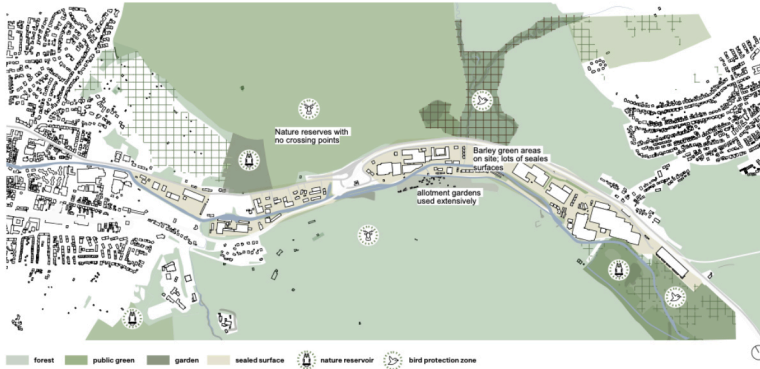 Nature reserves with
no crossing points
Barley green areas
on site; lots of seales
surfaces
allotment gardens
used extensively
forest
public green
garden
sealed surface
nature reservoir
bird protection zone